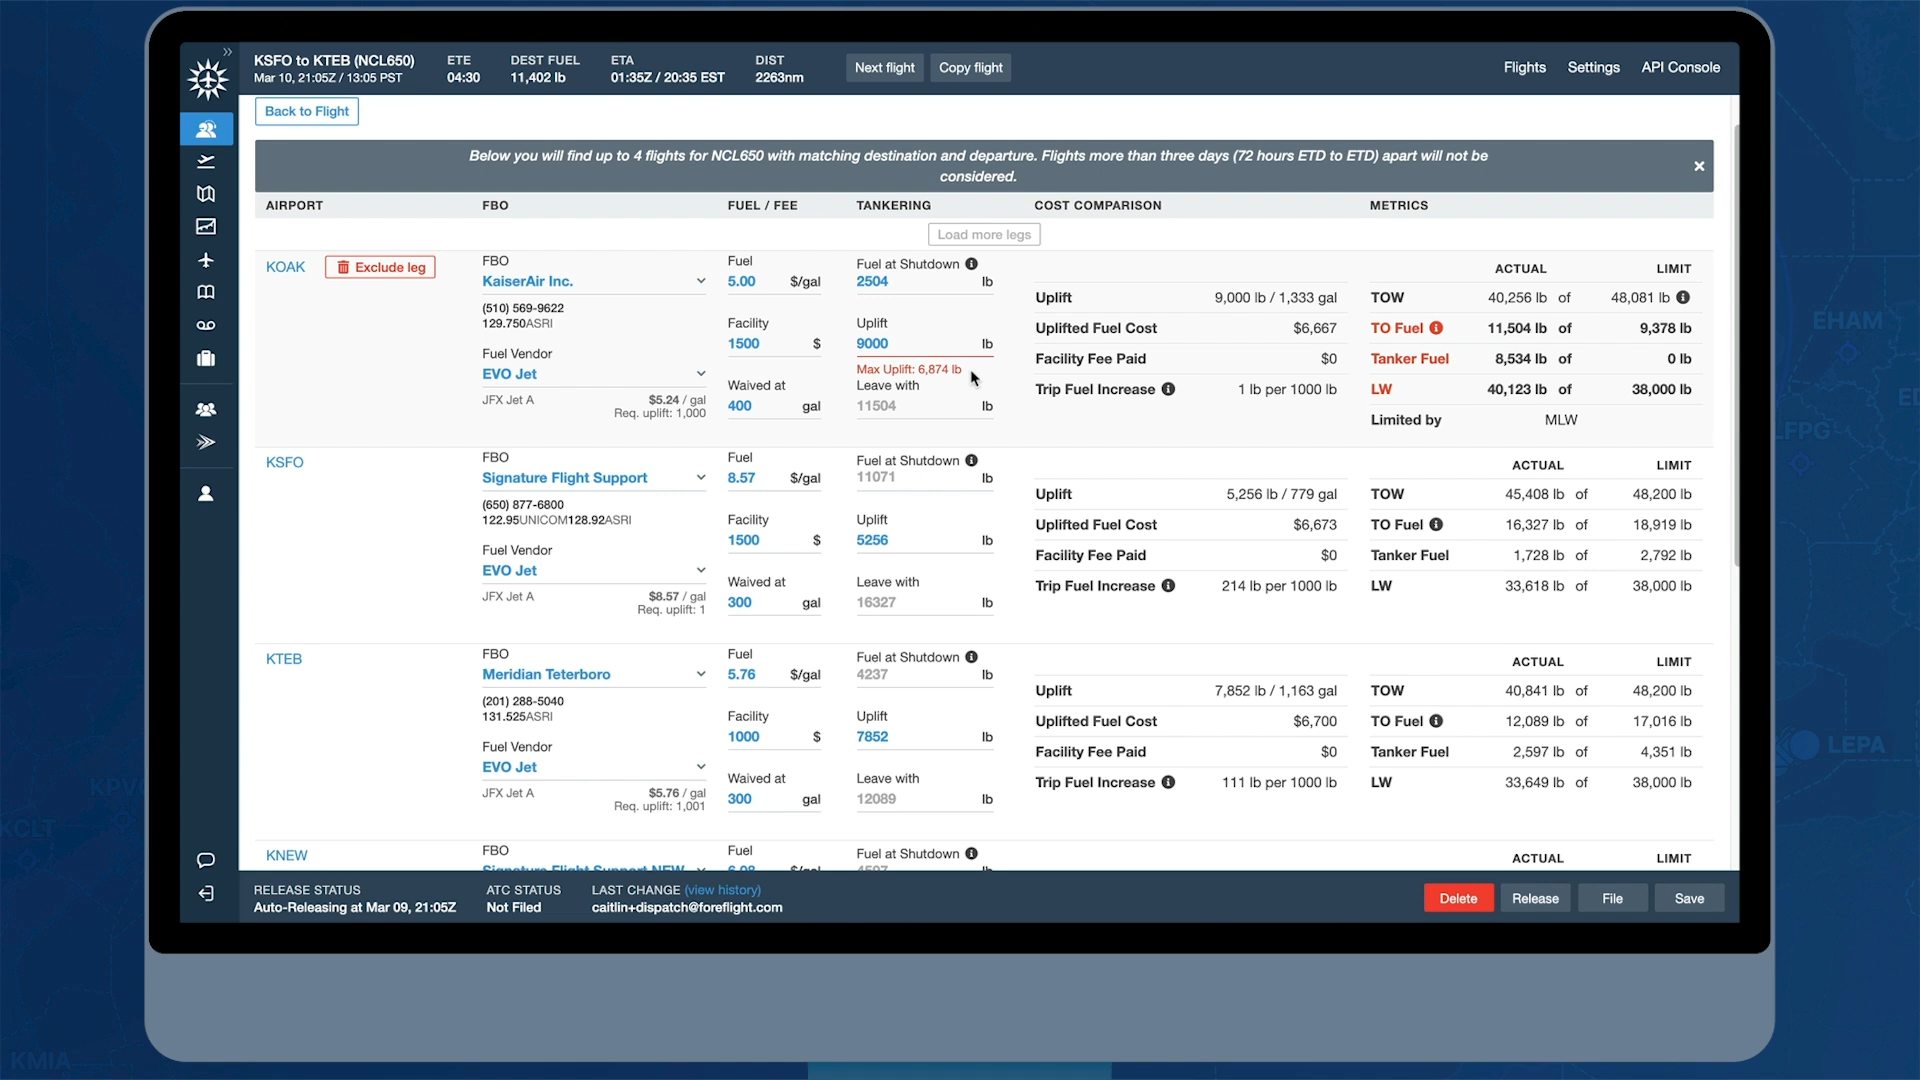 KSFO to KTEB (NCL650)
Mar 10, 21:05Z / 13:05 PST
ETE
04:30
DEST FUEL
11,402 lb
ETA
01:35Z / 20:35 EST
DIST
2263nm
Next flight
Copy flight
Flights
Settings
API Console
Back to Flight
Below you will find up to 4 flights for NCL650 with matching destination and departure. Flights more than three days (72 hours ETD to ETD) apart will not be
considered.
AIRPORT
FBO
FUEL / FEE
TANKERING
COST COMPARISON
METRICS
Load more legs
KOAK
Exclude leg
FBO
KaiserAir Inc.
(510) 569-9622
129.750ASRI
Fuel Vendor
EVO Jet
JFX Jet A
$5.24 / gal
Req. uplift: 1,000
Fuel
5.00 $/gal
Facility
1500 $
Waived at
400 gal
Fuel at Shutdown
2504 lb
Uplift
9000 lb
Max Uplift: 6,874 lb
Leave with
11504 lb
Uplift 9,000 lb / 1,333 gal
Uplifted Fuel Cost $6,667
Facility Fee Paid $0
Trip Fuel Increase 1 lb per 1000 lb
ACTUAL LIMIT
TOW 40,256 lb of 48,081 lb
TO Fuel 11,504 lb of 9,378 lb
Tanker Fuel 8,534 lb of 0 lb
LW 40,123 lb of 38,000 lb
Limited by MLW
KSFO
FBO
Signature Flight Support
(650) 877-6800
122.95UNICOM128.92ASRI
Fuel Vendor
EVO Jet
JFX Jet A
$8.57 / gal
Req. uplift: 1
Fuel
8.57 $/gal
Facility
1500 $
Waived at
300 gal
Fuel at Shutdown
11071 lb
Uplift
5256 lb
Leave with
16327 lb
Uplift 5,256 lb / 779 gal
Uplifted Fuel Cost $6,673
Facility Fee Paid $0
Trip Fuel Increase 214 lb per 1000 lb
ACTUAL LIMIT
TOW 45,408 lb of 48,200 lb
TO Fuel 16,327 lb of 18,919 lb
Tanker Fuel 1,728 lb of 2,792 lb
LW 33,618 lb of 38,000 lb
KTEB
FBO
Meridian Teterboro
(201) 288-5040
131.525ASRI
Fuel Vendor
EVO Jet
JFX Jet A
$5.76 / gal
Req. uplift: 1,001
Fuel
5.76 $/gal
Facility
1000 $
Waived at
300 gal
Fuel at Shutdown
4237 lb
Uplift
7852 lb
Leave with
12089 lb
Uplift 7,852 lb / 1,163 gal
Uplifted Fuel Cost $6,700
Facility Fee Paid $0
Trip Fuel Increase 111 lb per 1000 lb
ACTUAL LIMIT
TOW 40,841 lb of 48,200 lb
TO Fuel 12,089 lb of 17,016 lb
Tanker Fuel 2,597 lb of 4,351 lb
LW 33,649 lb of 38,000 lb
KNEW
FBO
Signature Flight Support NEW
Fuel
Fuel at Shutdown
ACTUAL LIMIT
RELEASE STATUS
Auto-Releasing at Mar 09, 21:05Z
ATC STATUS
Not Filed
LAST CHANGE (view history)
caitlin+dispatch@foreflight.com
Delete
Release
File
Save
EHAM
LFPG
LEPA
KCLT
KMIA